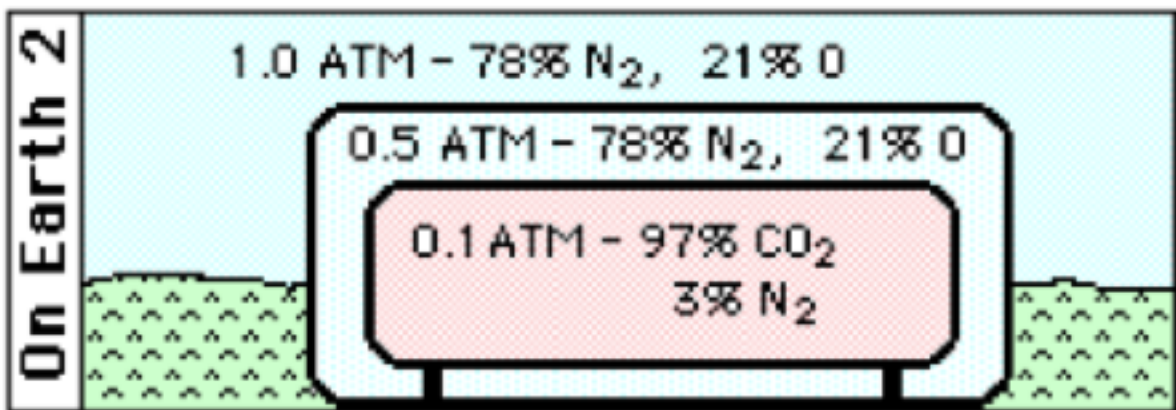 On Earth 2
1.0 ATM - 78% N₂, 21% O
0.5 ATM - 78% N₂, 21% O
0.1 ATM - 97% CO₂
3% N₂